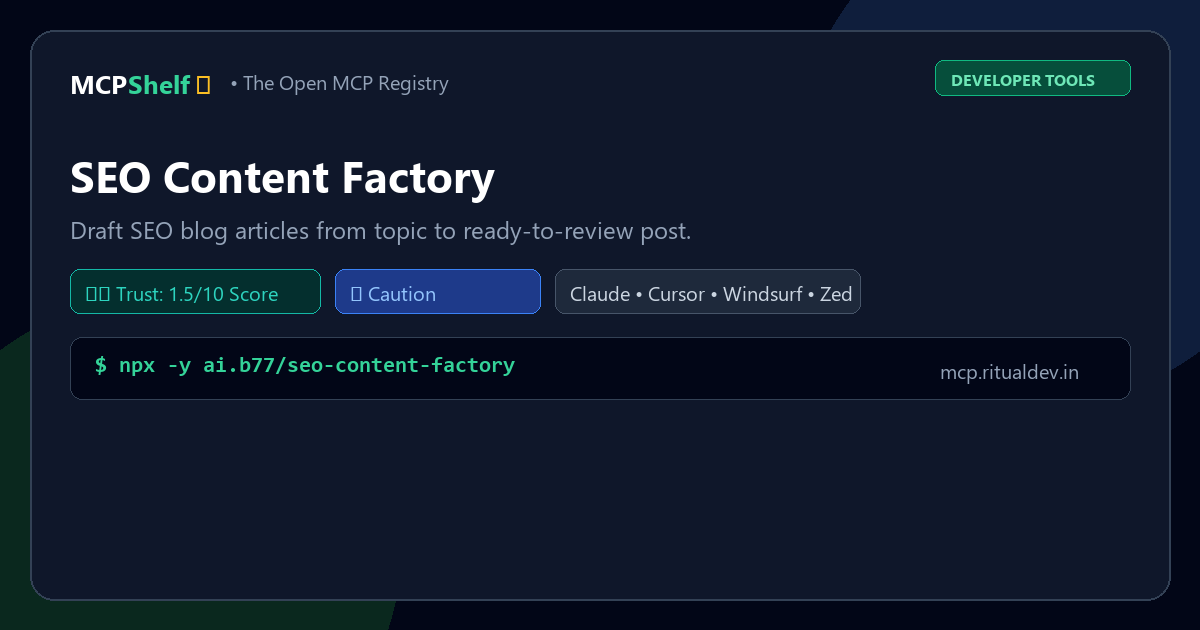 MCPShelf • The Open MCP Registry
DEVELOPER TOOLS
SEO Content Factory
Draft SEO blog articles from topic to ready-to-review post.
Trust: 1.5/10 Score
Caution
Claude • Cursor • Windsurf • Zed
$ npx -y ai.b77/seo-content-factory
mcp.ritualdev.in